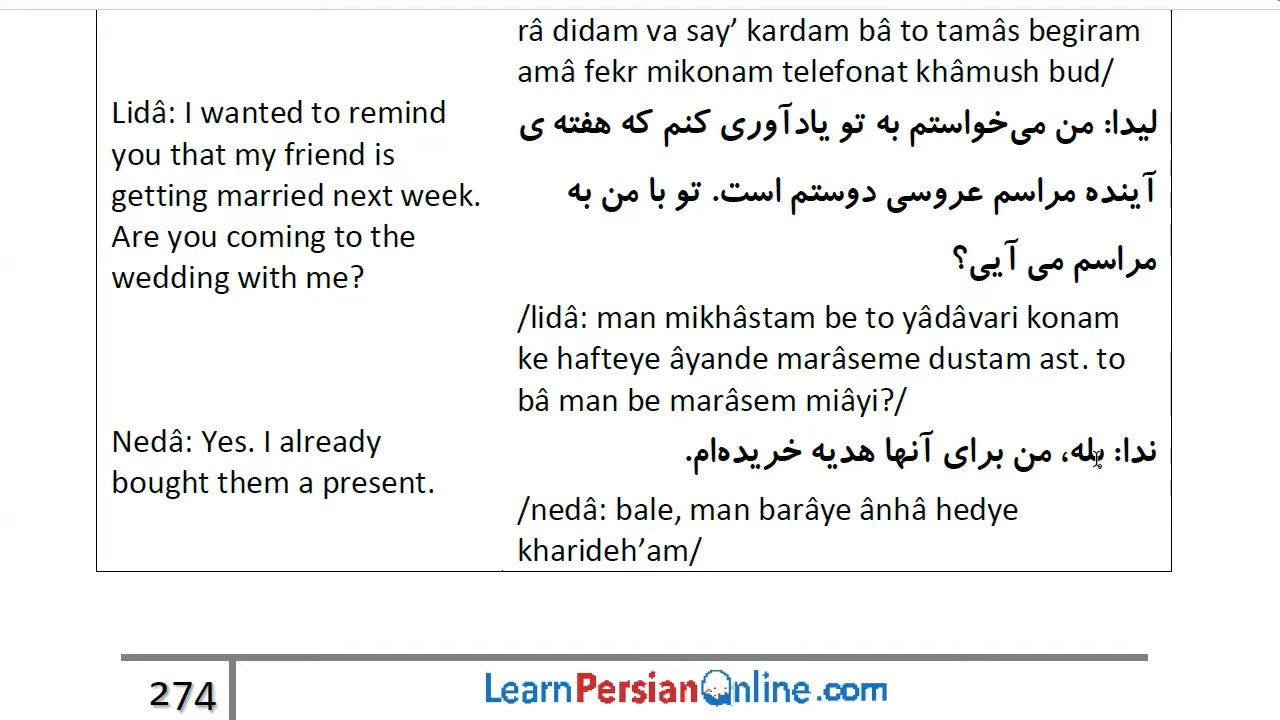 râ didam va say’ kardam bâ to tamâs begiram
amâ fekr mikonam telefonat khâmush bud/
Lidâ: I wanted to remind
you that my friend is
getting married next week.
Are you coming to the
wedding with me?
لیدا: من می‌خواستم به تو یادآوری کنم که هفته ی
آینده مراسم عروسی دوستم است. تو با من به
مراسم می آیی؟
/lidâ: man mikhâstam be to yâdâvari konam
ke hafteye âyande marâseme dustam ast. to
bâ man be marâsem miâyi?/
Nedâ: Yes. I already
bought them a present.
ندا: بله، من برای آنها هدیه خریده‌ام.
/nedâ: bale, man barâye ânhâ hedye
kharideh’am/
274
LearnPersianOnline.com